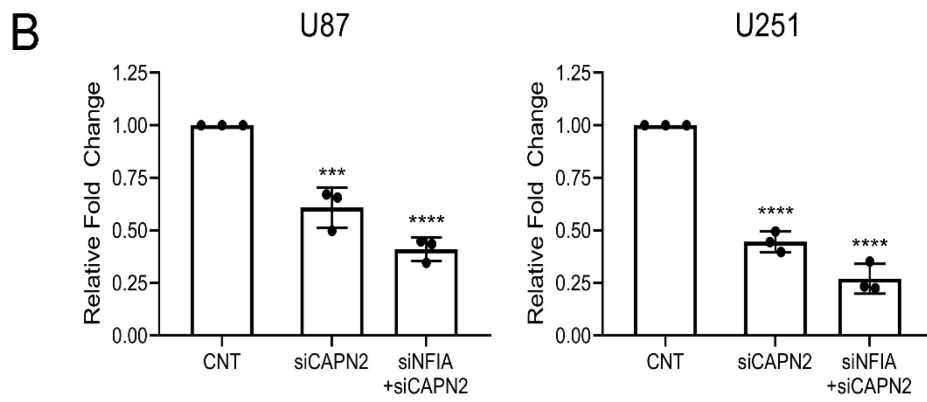 B
U87
Relative Fold Change
1.25
1.00
0.75
0.50
0.25
0.00
***
****
CNT
siCAPN2
siNFIA
+siCAPN2
U251
Relative Fold Change
1.25
1.00
0.75
0.50
0.25
0.00
****
****
CNT
siCAPN2
siNFIA
+siCAPN2